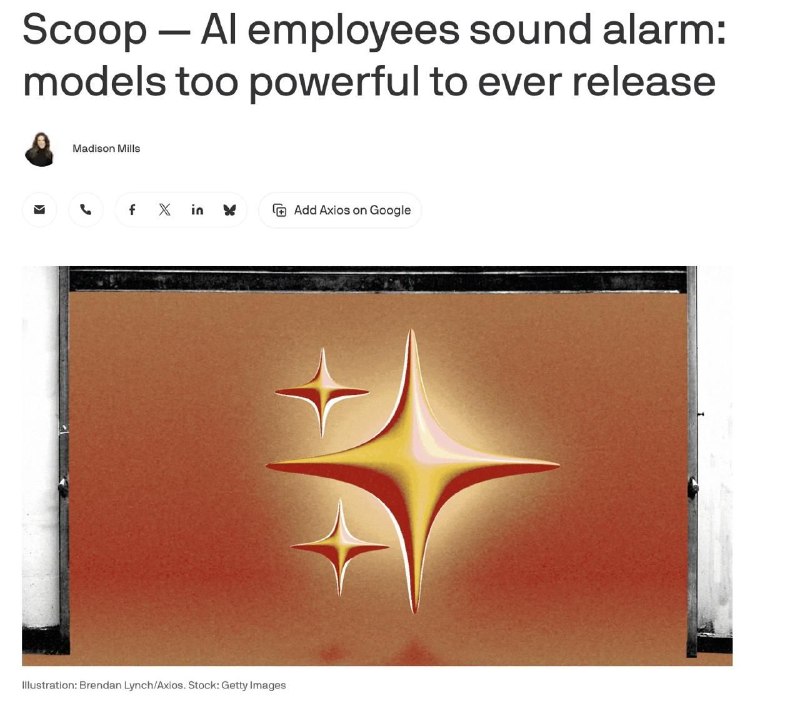 Scoop — AI employees sound alarm:
models too powerful to ever release
Madison Mills
Add Axios on Google
Illustration: Brendan Lynch/Axios. Stock: Getty Images